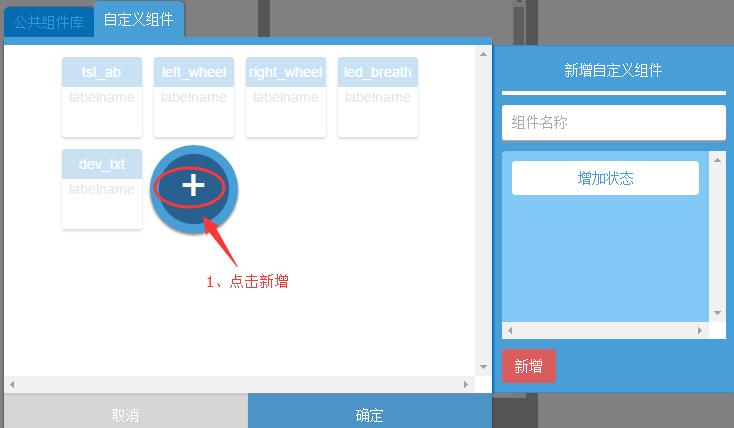 公共组件库 自定义组件
新增自定义组件
tst_ab left_wheel right_wheel led_breath
labelname labelname labelname labelname
组件名称
dev_txt
labelname
+
增加状态
1、点击新增
新增
取消 确定